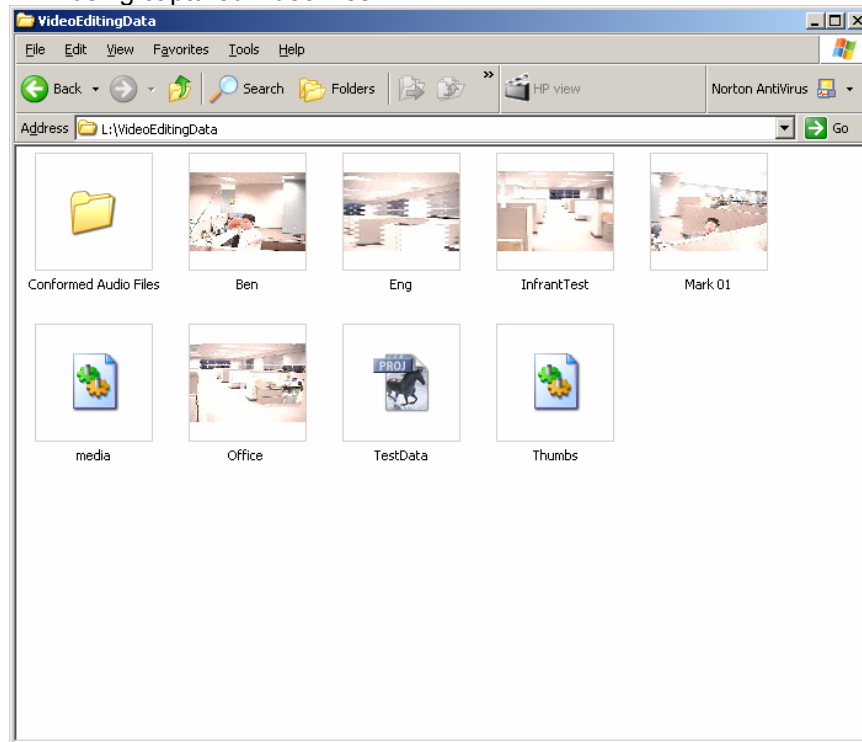 VideoEditingData
File Edit View Favorites Tools Help
Back Search Folders » HP view Norton AntiVirus
Address L:\VideoEditingData Go
Conformed Audio Files Ben Eng InfrantTest Mark 01
PROJ
media Office TestData Thumbs